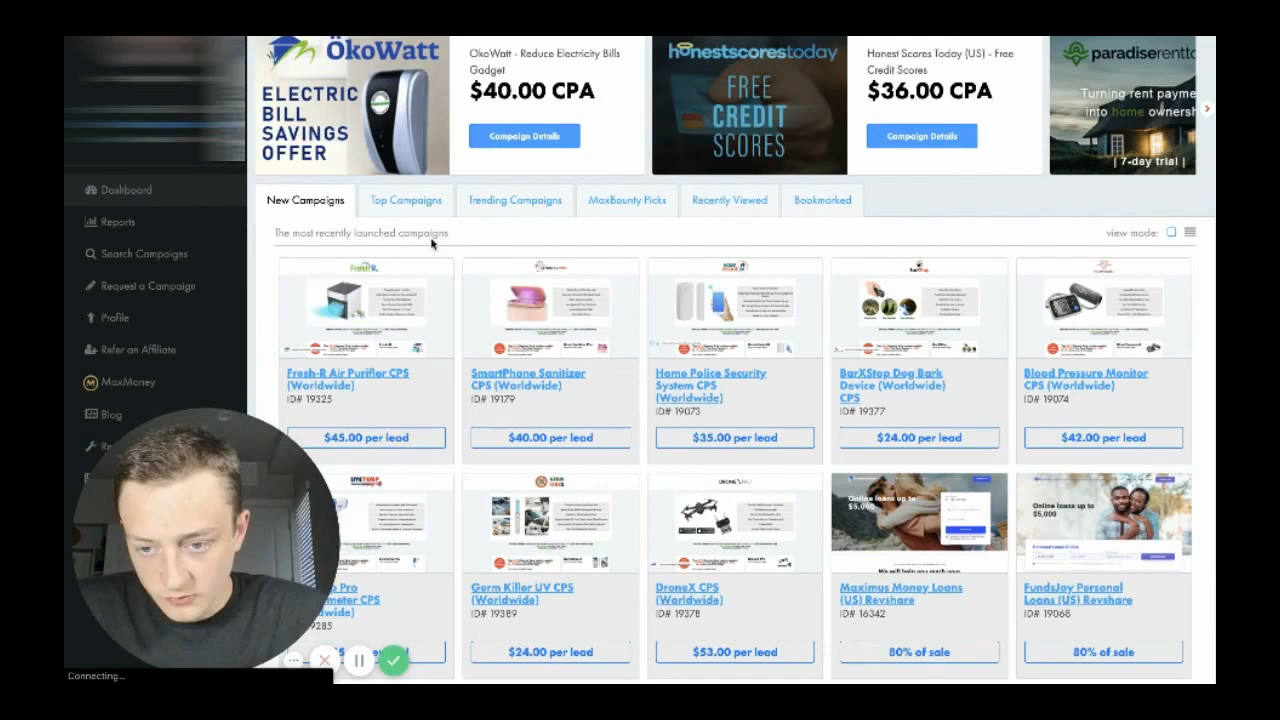 ÖkoWatt
ELECTRIC
BILL
SAVINGS
OFFER
OkoWatt - Reduce Electricity Bills
Gadget
$40.00 CPA
Campaign Details
honestscorestoday
FREE
CREDIT
SCORES
Honest Scores Today (US) - Free
Credit Scores
$36.00 CPA
Campaign Details
paradiserentto
Turning rent payme
into home ownersh
| 7-day trial |
Dashboard
Reports
Search Campaigns
Request a Campaign
Profile
Refer an Affiliate
MaxMoney
Blog
New Campaigns
Top Campaigns
Trending Campaigns
MaxBounty Picks
Recently Viewed
Bookmarked
The most recently launched campaigns
view mode:
Fresh-R Air Purifier CPS
(Worldwide)
ID# 19325
$45.00 per lead
SmartPhone Sanitizer
CPS (Worldwide)
ID# 19179
$40.00 per lead
Home Police Security
System CPS
(Worldwide)
ID# 19073
$35.00 per lead
BarXStop Dog Bark
Device (Worldwide)
CPS
ID# 19377
$24.00 per lead
Blood Pressure Monitor
CPS (Worldwide)
ID# 19074
$42.00 per lead
Germ Killer UV CPS
(Worldwide)
ID# 19389
$24.00 per lead
DRONE X PRO
DroneX CPS
(Worldwide)
ID# 19378
$53.00 per lead
Online loans up to
$5,000
We will help you reach your
Maximus Money Loans
(US) Revshare
ID# 16342
80% of sale
Online loans up to
$5,000
FundsJoy Personal
Loans (US) Revshare
ID# 19068
80% of sale
Connecting...